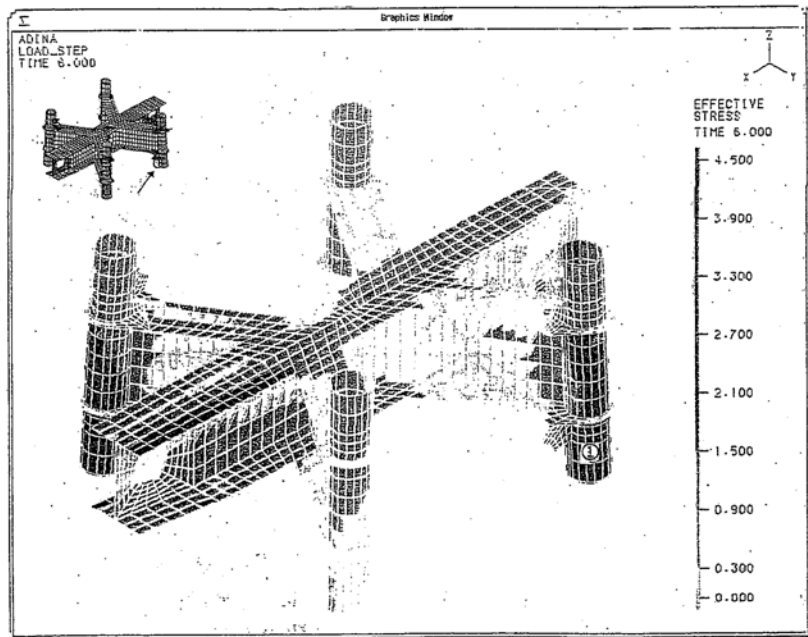 Graphics Window
ADINA
LOAD_STEP
TIME 6.000
Z
X
Y
EFFECTIVE
STRESS
TIME 6.000
4.500
3.900
3.300
2.700
2.100
1.500
0.900
0.300
0.000
1